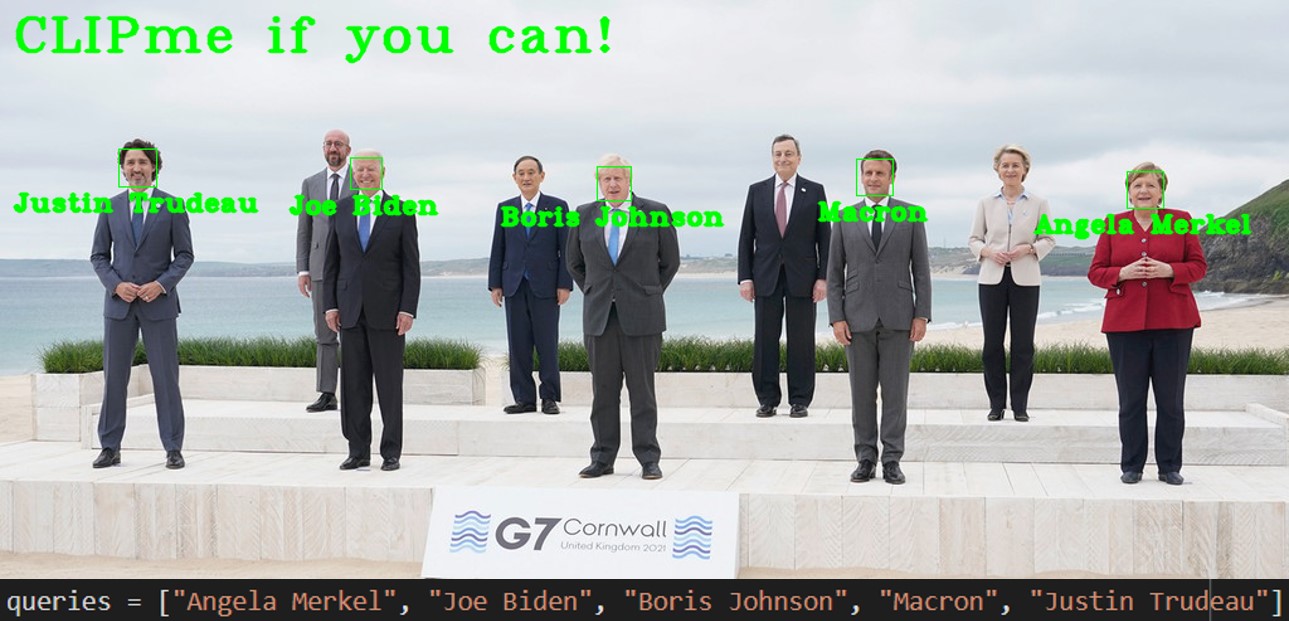 CLIPme if you can!
Justin Trudeau
Joe Biden
Boris Johnson
Macron
Angela Merkel
G7 Cornwall
United Kingdom 2021
queries = ["Angela Merkel", "Joe Biden", "Boris Johnson", "Macron", "Justin Trudeau"]